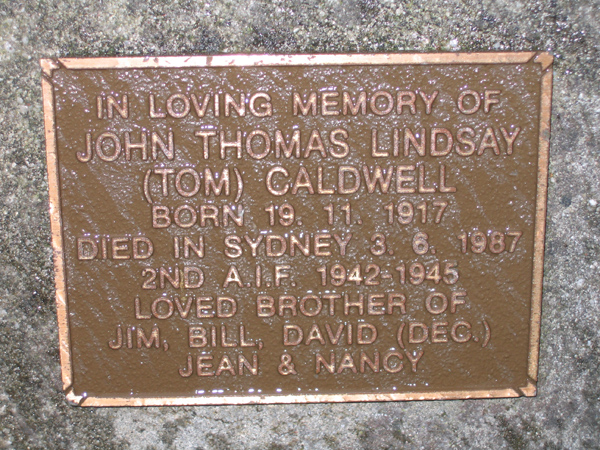 IN LOVING MEMORY OF
JOHN THOMAS LINDSAY
(TOM) CALDWELL
BORN 19. 11. 1917
DIED IN SYDNEY 3. 6. 1987
2ND A.I.F. 1942-1945
LOVED BROTHER OF
JIM, BILL, DAVID (DEC.)
JEAN & NANCY